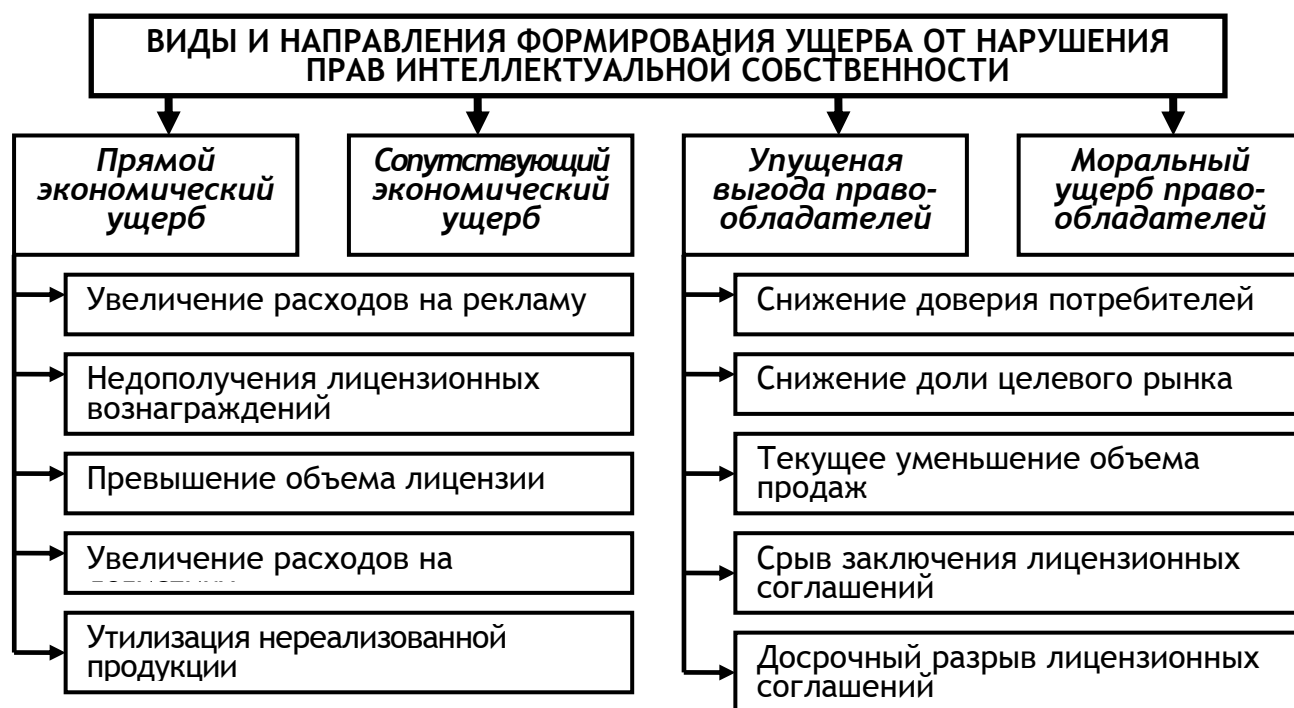 ВИДЫ И НАПРАВЛЕНИЯ ФОРМИРОВАНИЯ УЩЕРБА ОТ НАРУШЕНИЯ
ПРАВ ИНТЕЛЛЕКТУАЛЬНОЙ СОБСТВЕННОСТИ
Прямой
экономический
ущерб
Сопутствующий
экономический
ущерб
Упущеная
выгода право-
обладателей
Моральный
ущерб право-
обладателей
Увеличение расходов на рекламу
Недополучения лицензионных
вознаграждений
Превышение объема лицензии
Увеличение расходов на
Утилизация нереализованной
продукции
Снижение доверия потребителей
Снижение доли целевого рынка
Текущее уменьшение объема
продаж
Срыв заключения лицензионных
соглашений
Досрочный разрыв лицензионных
соглашений